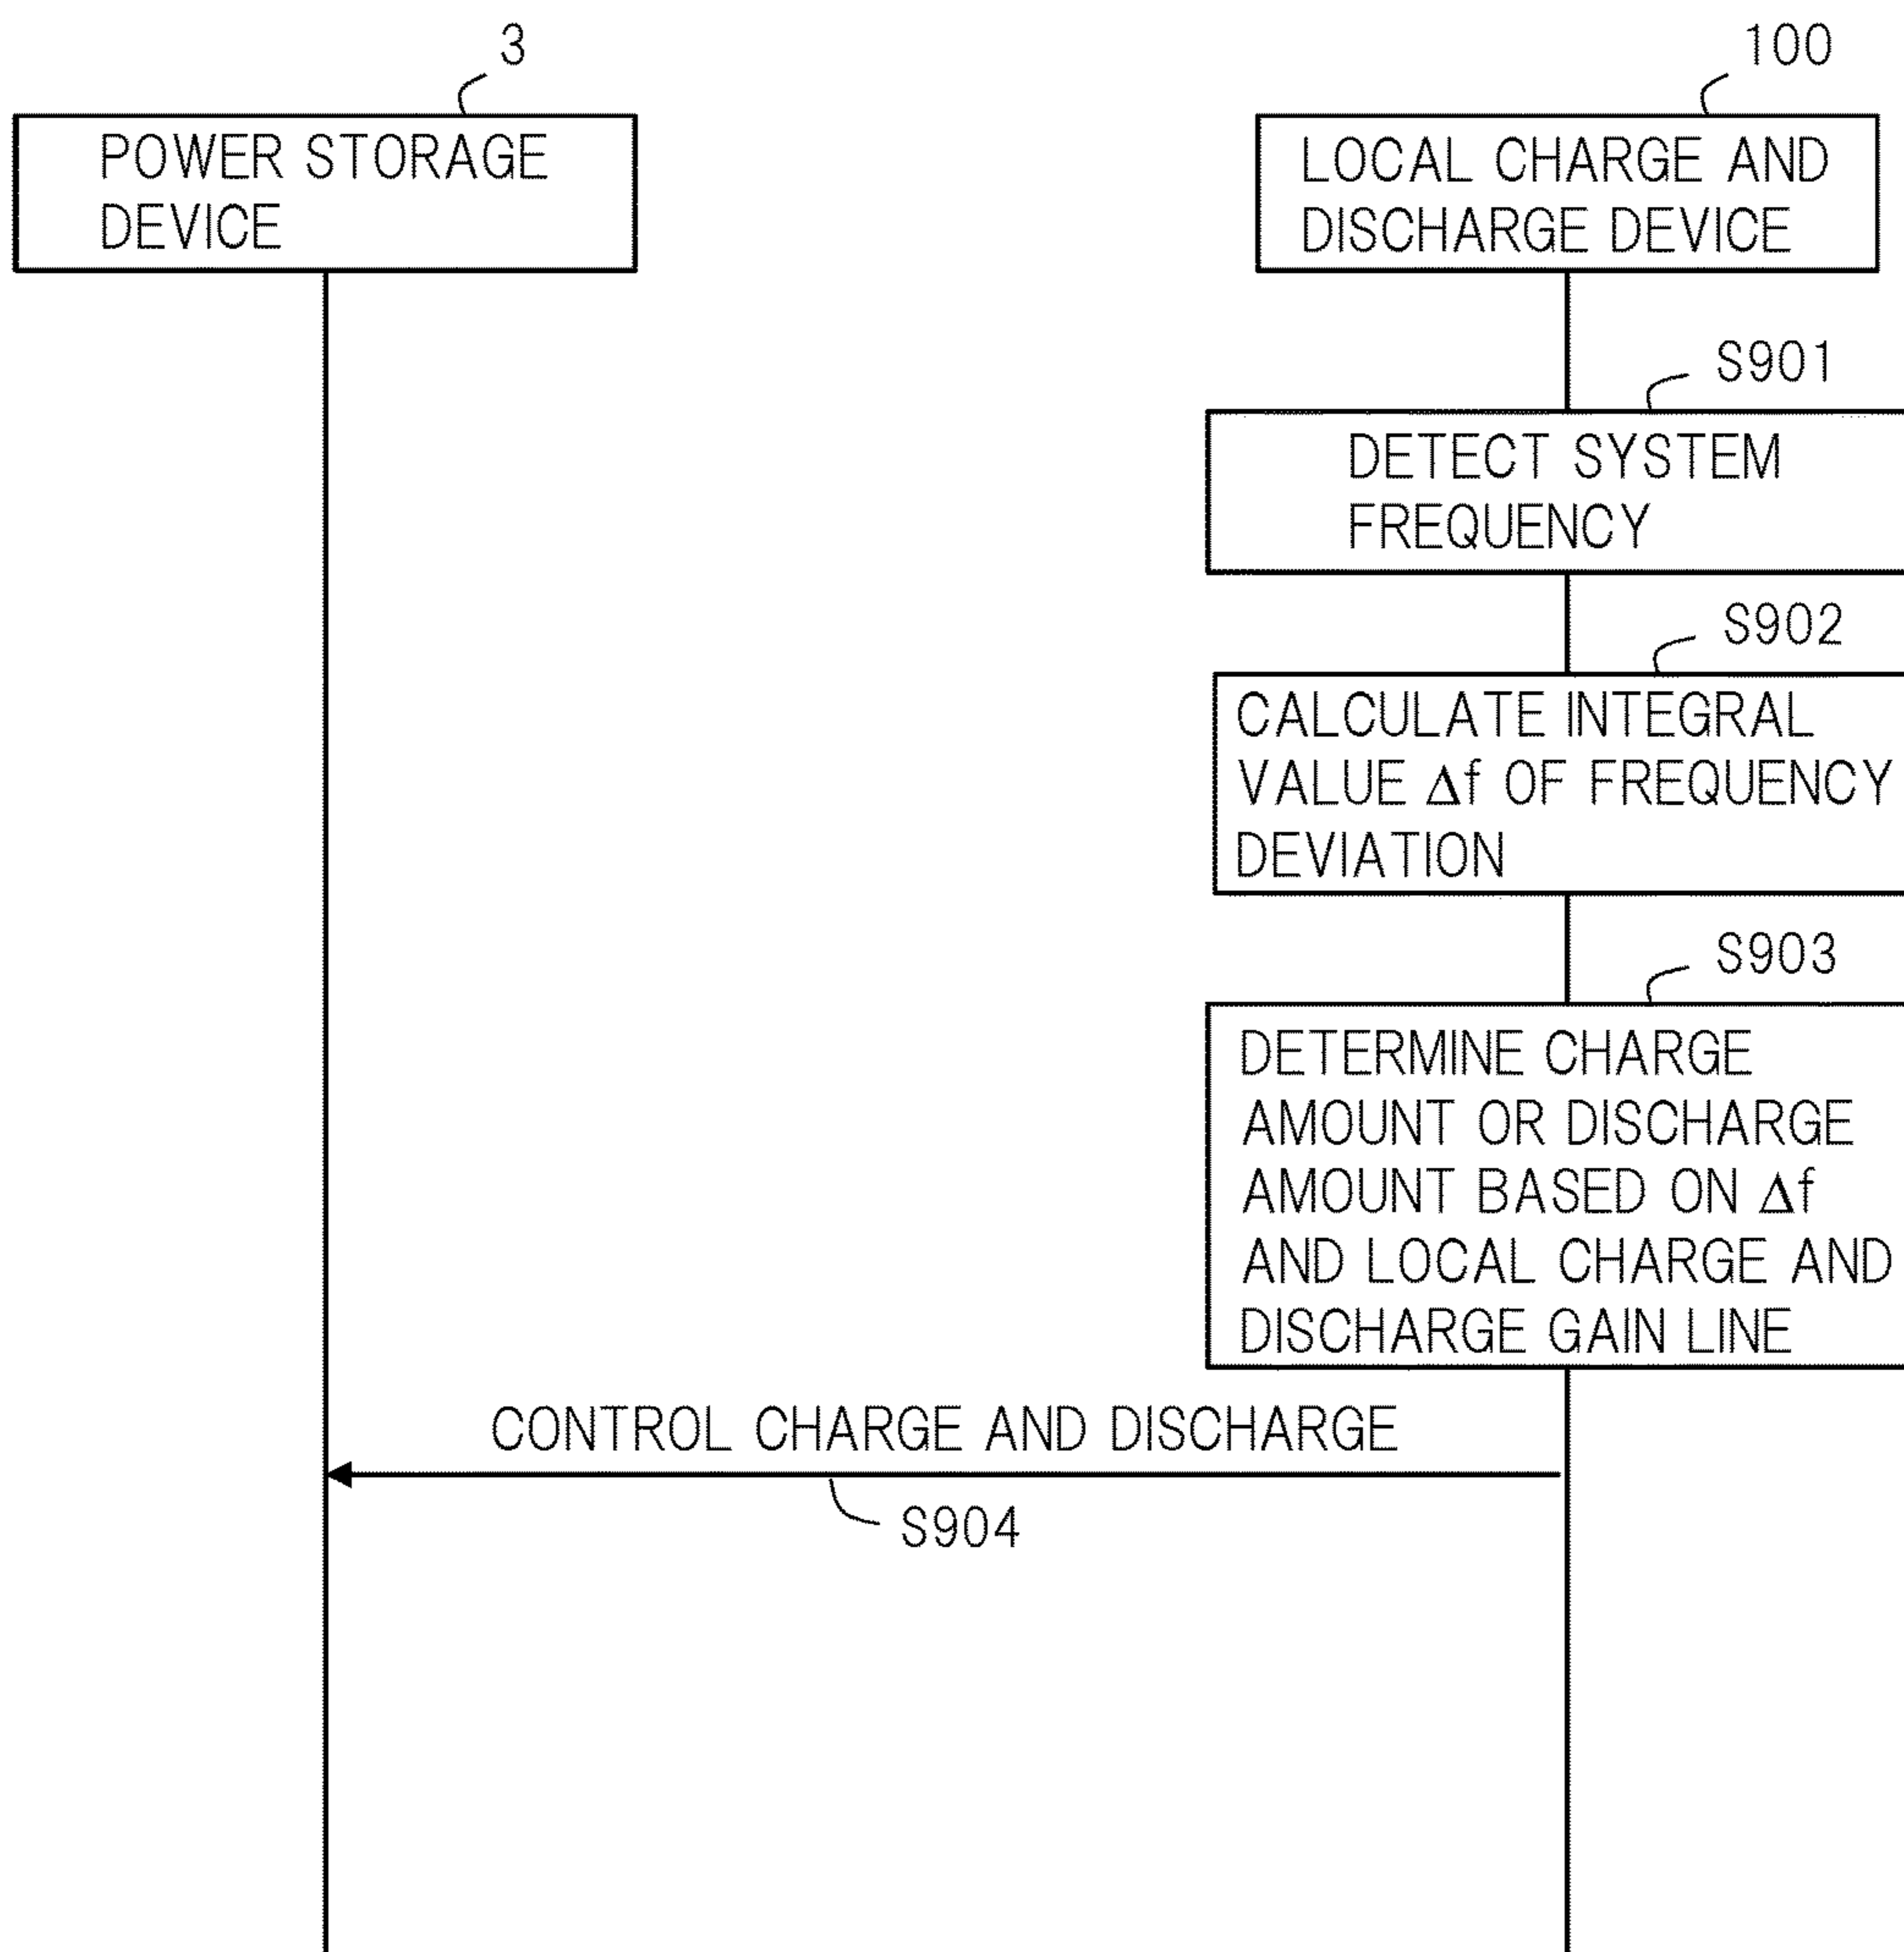 3
100
POWER STORAGE
DEVICE
LOCAL CHARGE AND
DISCHARGE DEVICE
S901
DETECT SYSTEM
FREQUENCY
S902
CALCULATE INTEGRAL
VALUE Δf OF FREQUENCY
DEVIATION
S903
DETERMINE CHARGE
AMOUNT OR DISCHARGE
AMOUNT BASED ON Δf
AND LOCAL CHARGE AND
DISCHARGE GAIN LINE
CONTROL CHARGE AND DISCHARGE
S904